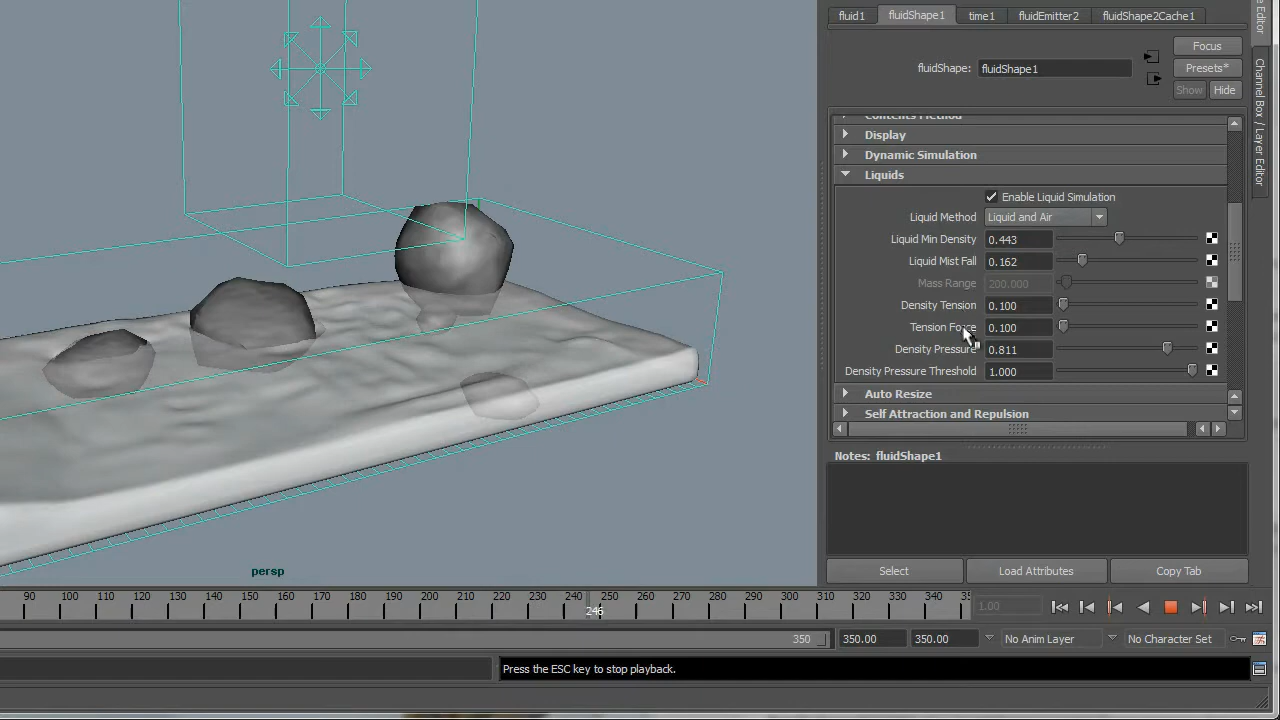 fluid1 fluidShape1 time1 fluidEmitter2 fluidShape2Cache1
Focus
fluidShape: fluidShape1
Presets*
Show Hide
Contents Method
Display
Dynamic Simulation
Liquids
Enable Liquid Simulation
Liquid Method Liquid and Air
Liquid Min Density 0.443
Liquid Mist Fall 0.162
Mass Range 200.000
Density Tension 0.100
Tension Force 0.100
Density Pressure 0.811
Density Pressure Threshold 1.000
Auto Resize
Self Attraction and Repulsion
Notes: fluidShape1
Select Load Attributes Copy Tab
Channel Box / Layer Editor
persp
90 100 110 120 130 140 150 160 170 180 190 200 210 220 230 240 250 260 270 280 290 300 310 320 330 340
246
1.00
350 350.00 350.00 No Anim Layer No Character Set
Press the ESC key to stop playback.